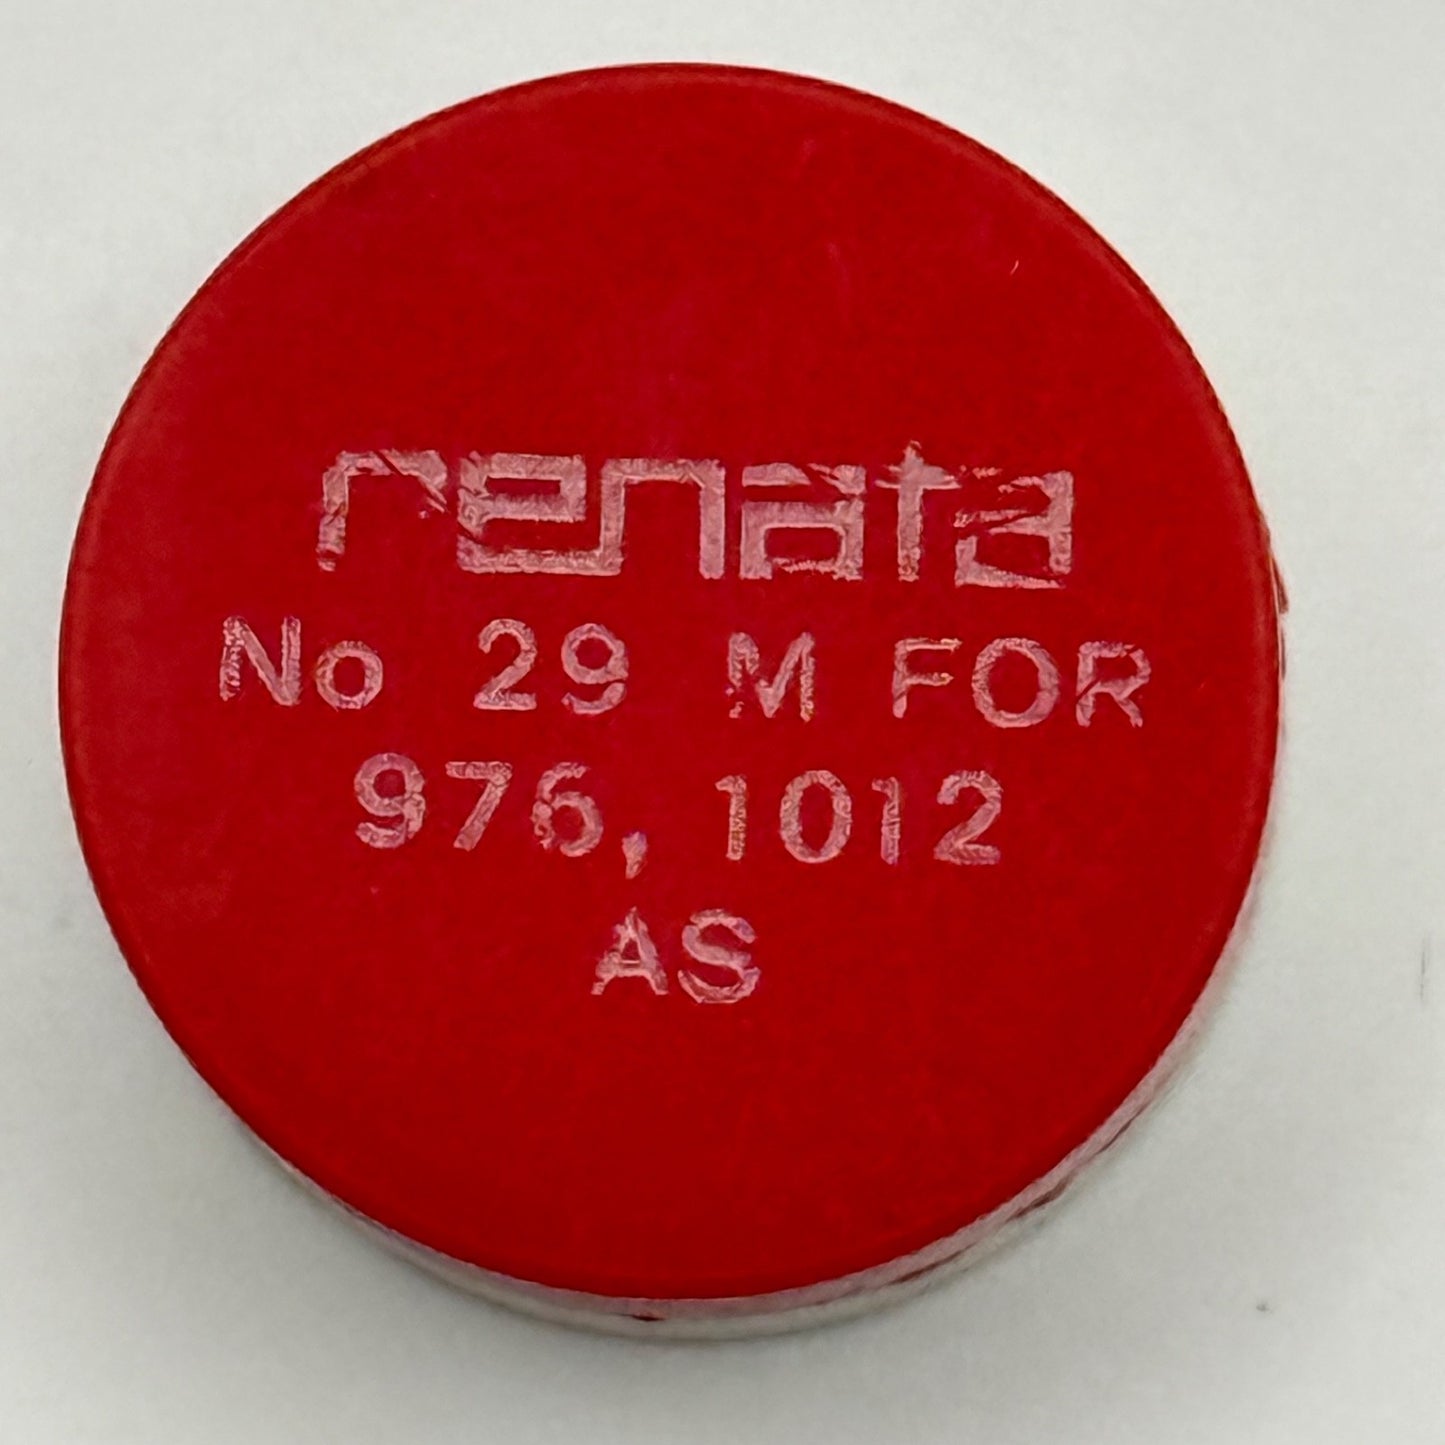 renata
No 29 M FOR
976, 1012
AS